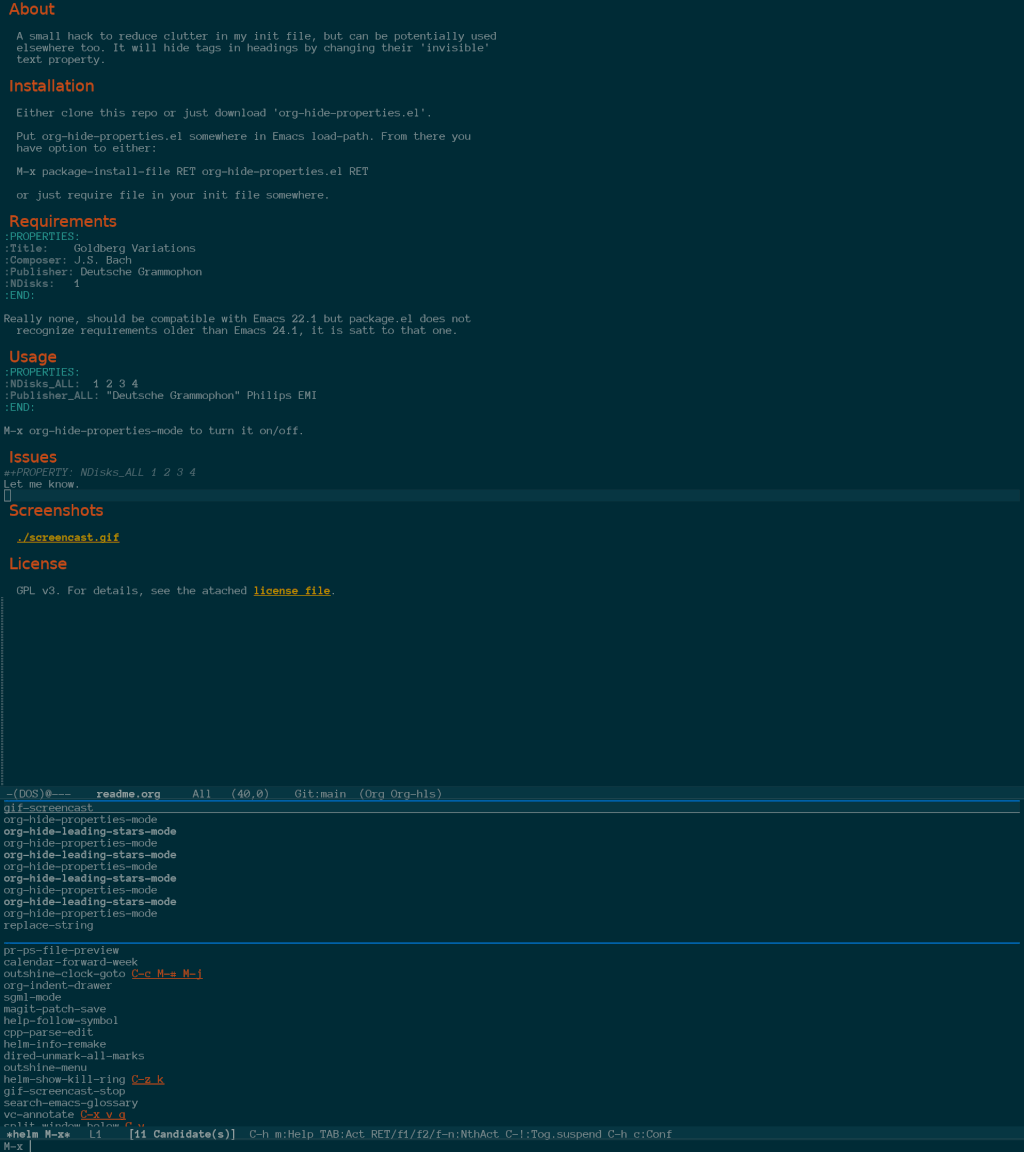 About
A small hack to reduce clutter in my init file, but can be potentially used
elsewhere too. It will hide tags in headings by changing their 'invisible'
text property.
Installation
Either clone this repo or just download 'org-hide-properties.el'.
Put org-hide-properties.el somewhere in Emacs load-path. From there you
have option to either:
M-x package-install-file RET org-hide-properties.el RET
or just require file in your init file somewhere.
Requirements
:PROPERTIES:
:Title:    Goldberg Variations
:Composer: J.S. Bach
:Publisher: Deutsche Grammophon
:NDisks:   1
:END:
Really none, should be compatible with Emacs 22.1 but package.el does not
recognize requirements older than Emacs 24.1, it is satt to that one.
Usage
:PROPERTIES:
:NDisks_ALL:  1 2 3 4
:Publisher_ALL: "Deutsche Grammophon" Philips EMI
:END:
M-x org-hide-properties-mode to turn it on/off.
Issues
#+PROPERTY: NDisks_ALL 1 2 3 4
Let me know.
Screenshots
./screencast.gif
License
GPL v3. For details, see the atached license file.
-(DOS)@---    readme.org     All   (40,0)    Git:main  (Org Org-hls)
gif-screencast
org-hide-properties-mode
org-hide-leading-stars-mode
org-hide-properties-mode
org-hide-leading-stars-mode
org-hide-properties-mode
org-hide-leading-stars-mode
org-hide-properties-mode
org-hide-leading-stars-mode
org-hide-properties-mode
replace-string
pr-ps-file-preview
calendar-forward-week
outshine-clock-goto C-c M-# M-j
org-indent-drawer
sgml-mode
magit-patch-save
help-follow-symbol
cpp-parse-edit
helm-info-remake
dired-unmark-all-marks
outshine-menu
helm-show-kill-ring C-z k
gif-screencast-stop
search-emacs-glossary
vc-annotate C-x v g
split-window-below
*helm M-x*   L1    [11 Candidate(s)]  C-h m:Help TAB:Act RET/f1/f2/f-n:NthAct C-!:Tog.suspend C-h c:Conf
M-x